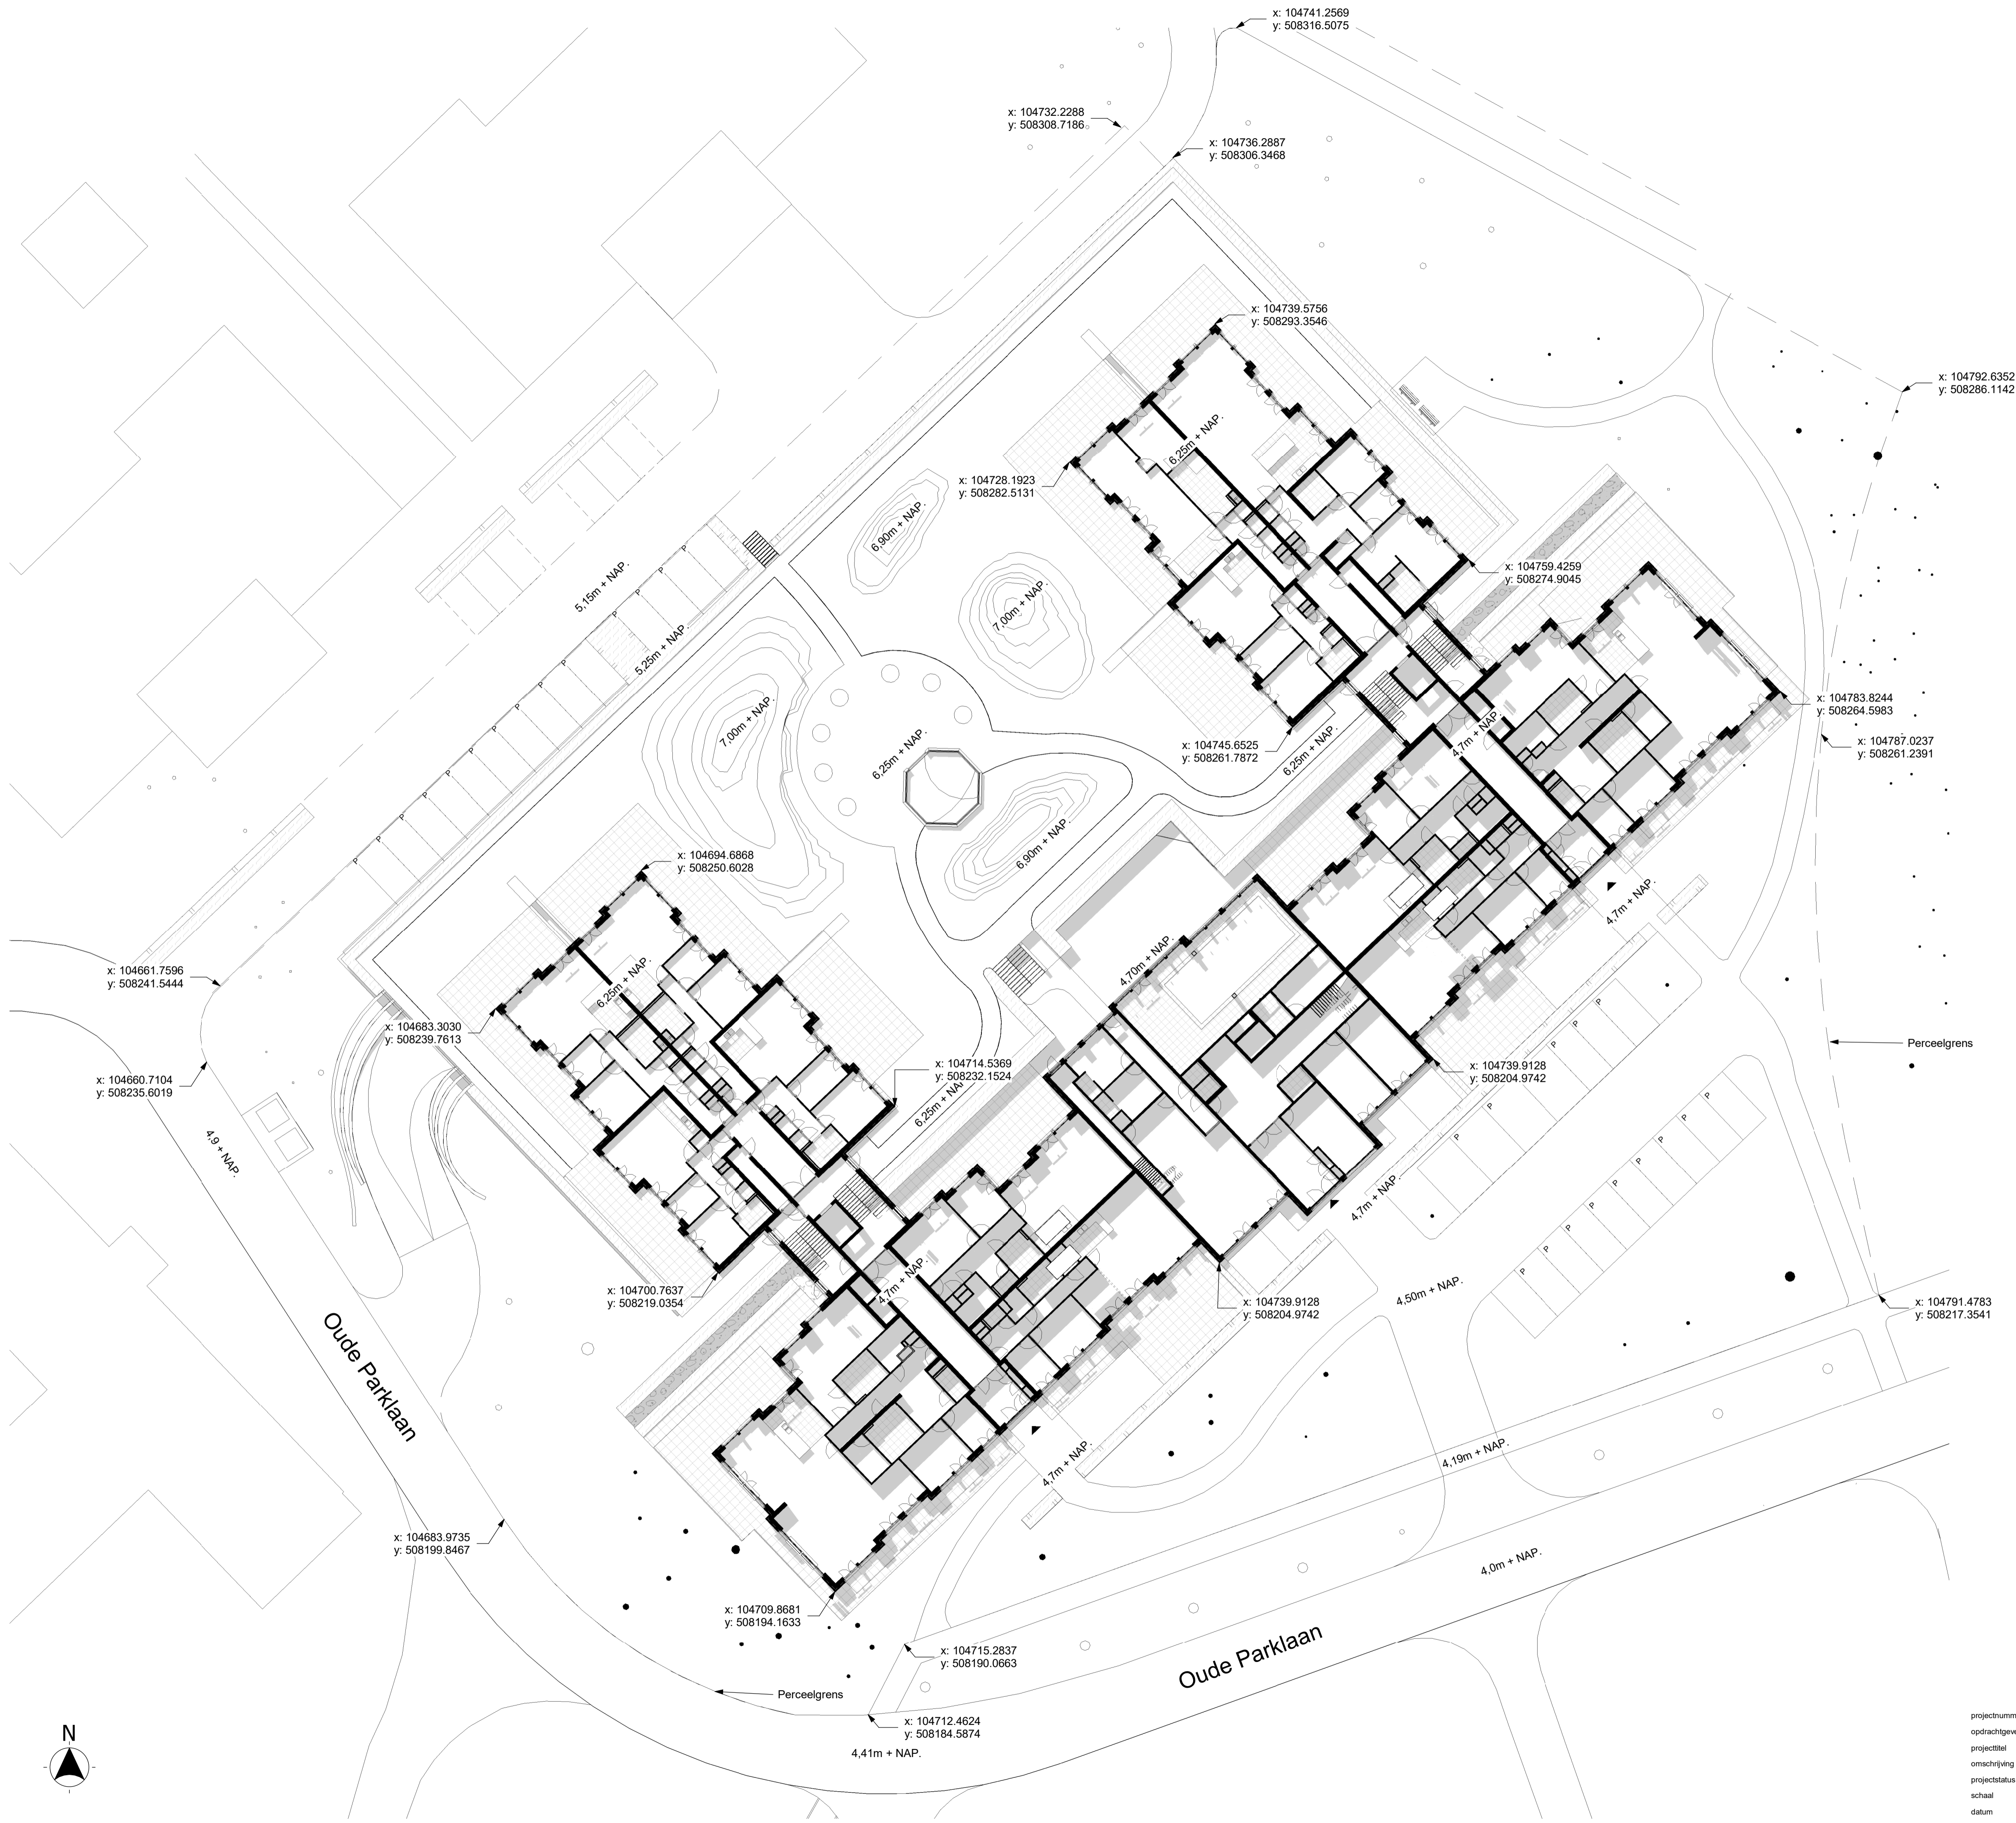 x: 104741.2569
y: 508316.5075
x: 104732.2288
y: 508308.7186
x: 104736.2887
y: 508306.3468
x: 104739.5756
y: 508293.3546
x: 104792.6352
y: 508286.1142
6,25m + NAP.
x: 104728.1923
y: 508282.5131
6,90m + NAP.
5,15m + NAP.
7,00m + NAP.
x: 104759.4259
y: 508274.9045
5,25m + NAP.
P
P
P
P
P
P
P
P
P
P
P
P
7,00m + NAP.
6,25m + NAP.
x: 104745.6525
y: 508261.7872
6,25m + NAP.
4,7m + NAP.
x: 104783.8244
y: 508264.5983
x: 104787.0237
y: 508261.2391
6,90m + NAP.
x: 104694.6868
y: 508250.6028
4,7m + NAP.
4,70m + NAP.
x: 104661.7596
y: 508241.5444
6,25m + NAP.
x: 104683.3030
y: 508239.7613
P
P
P
P
Perceelgrens
x: 104714.5369
y: 508232.1524
6,25m + NAP.
x: 104739.9128
y: 508204.9742
x: 104660.7104
y: 508235.6019
P
P
P
P
P
P
P
P
4,9 + NAP.
4,7m + NAP.
4,7m + NAP.
x: 104700.7637
y: 508219.0354
x: 104739.9128
y: 508204.9742
4,50m + NAP.
x: 104791.4783
y: 508217.3541
Oude Parklaan
4,19m + NAP.
4,7m + NAP.
x: 104683.9735
y: 508199.8467
4,0m + NAP.
x: 104709.8681
y: 508194.1633
x: 104715.2837
y: 508190.0663
Oude Parklaan
Perceelgrens
x: 104712.4624
y: 508184.5874
4,41m + NAP.
N
projectnumm
opdrachtgeve
projecttitel
omschrijving
projectstatus
schaal
datum